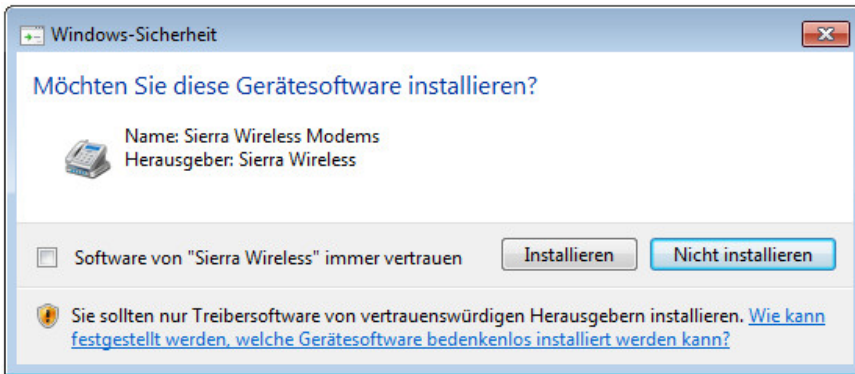 Windows-Sicherheit
Möchten Sie diese Gerätesoftware installieren?
Name: Sierra Wireless Modems
Herausgeber: Sierra Wireless
Software von "Sierra Wireless" immer vertrauen
Installieren
Nicht installieren
Sie sollten nur Treibersoftware von vertrauenswürdigen Herausgebern installieren. Wie kann
festgestellt werden, welche Gerätesoftware bedenkenlos installiert werden kann?